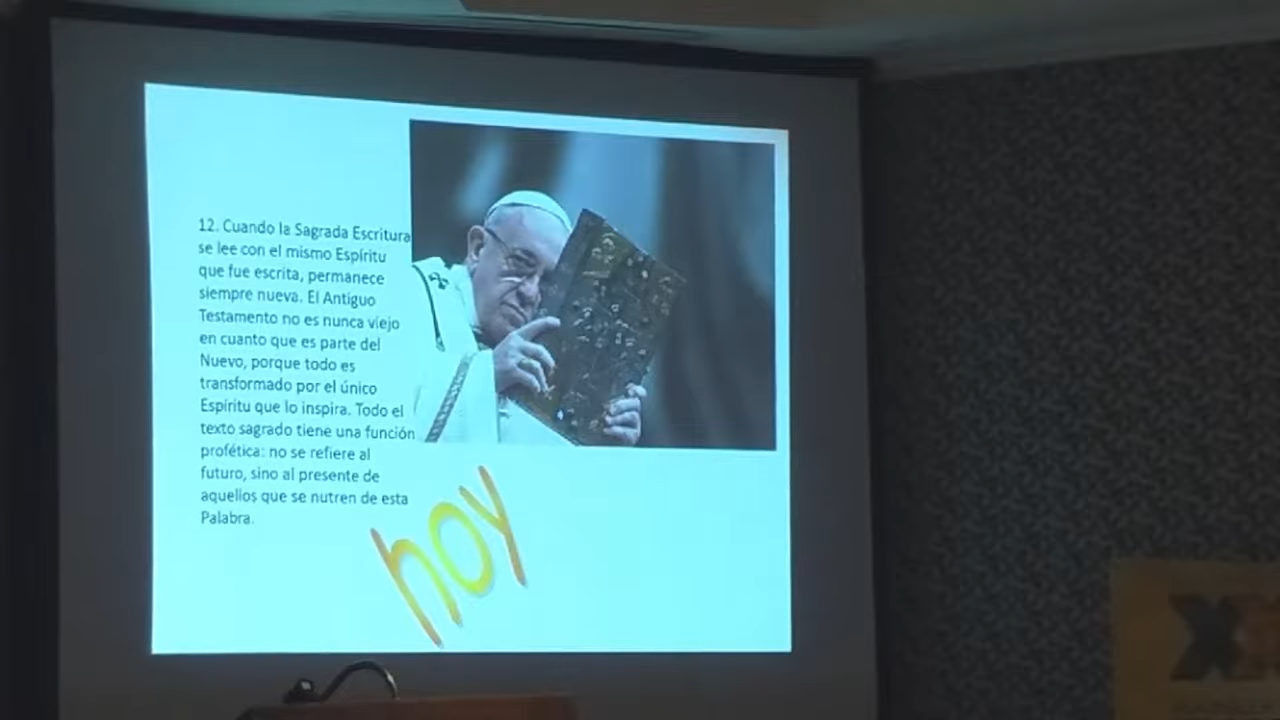 12. Cuando la Sagrada Escritura
se lee con el mismo Espíritu
que fue escrita, permanece
siempre nueva. El Antiguo
Testamento no es nunca viejo
en cuanto que es parte del
Nuevo, porque todo es
transformado por el único
Espíritu que lo inspira. Todo el
texto sagrado tiene una función
profética: no se refiere al
futuro, sino al presente de
aquellos que se nutren de esta
Palabra.
hoy